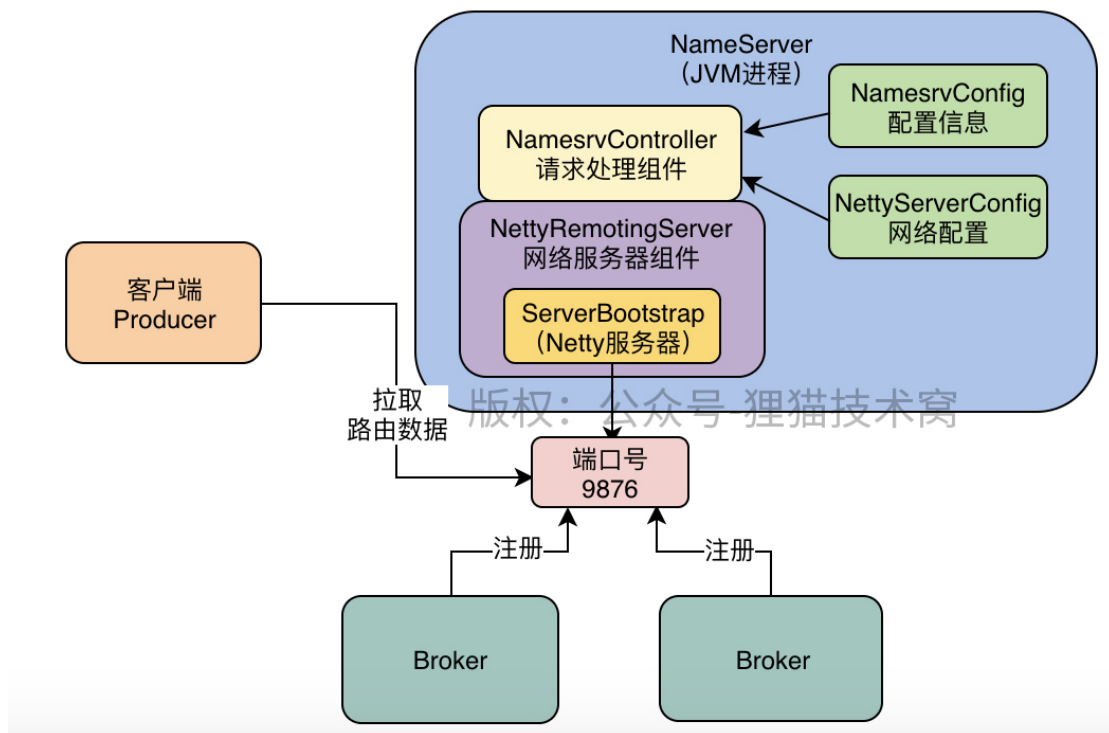 NameServer
（JVM进程）
NamesrvConfig
配置信息
NamesrvController
请求处理组件
NettyServerConfig
网络配置
NettyRemotingServer
网络服务器组件
客户端
Producer
ServerBootstrap
（Netty服务器）
拉取
路由数据
版权：公众号-狸猫技术窝
端口号
9876
注册
注册
Broker
Broker